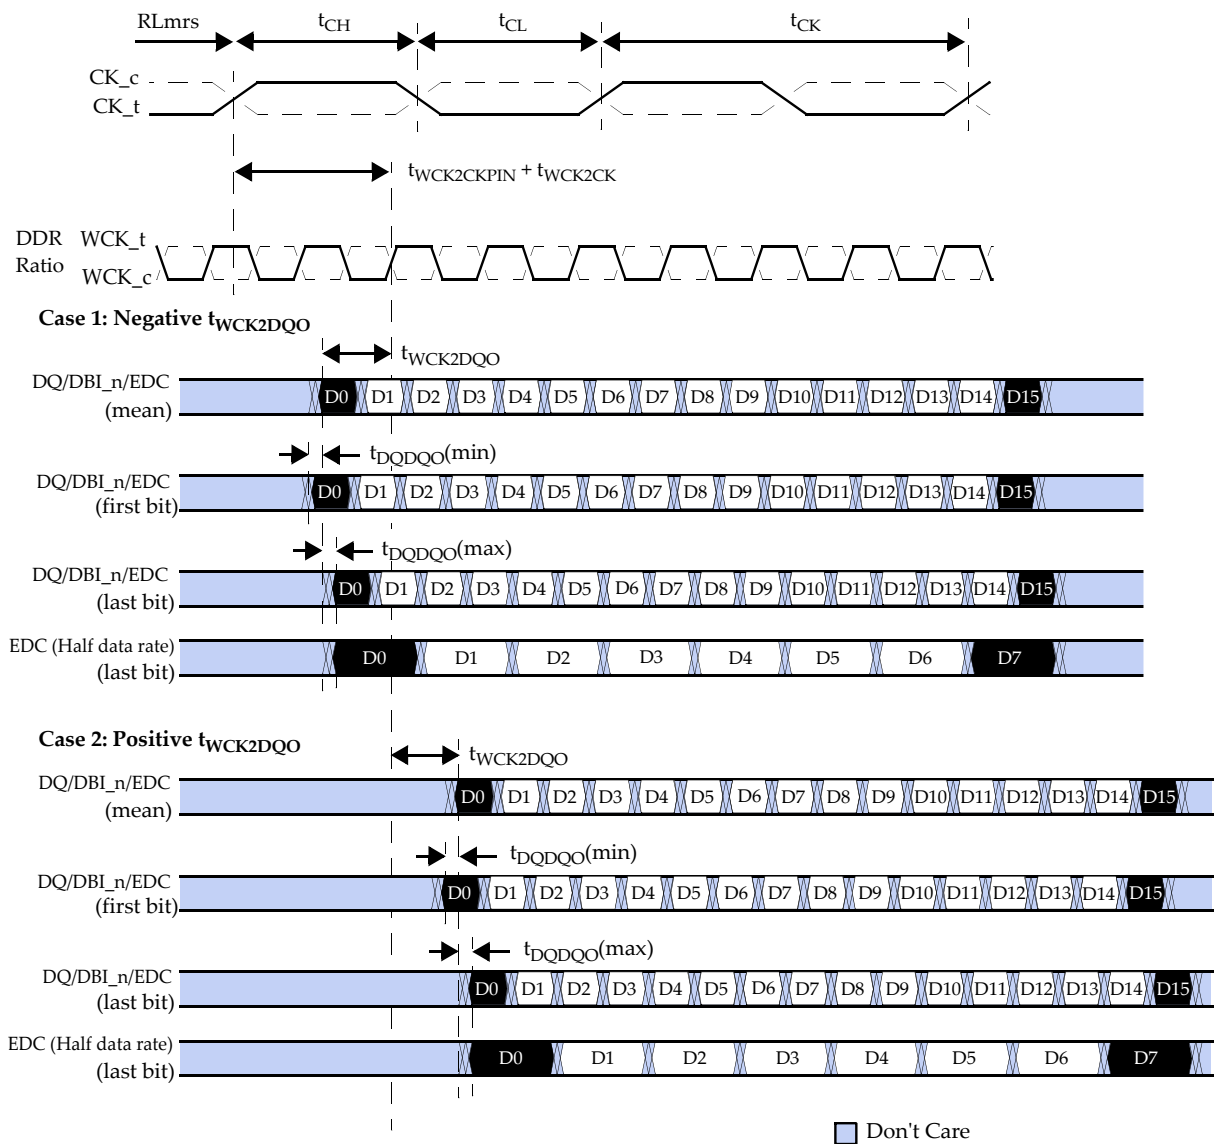 RLmrs tCH tCL tCK
CK_c
CK_t
tWCK2CKPIN + tWCK2CK
DDR Ratio
WCK_t
WCK_c
Case 1: Negative tWCK2DQO
tWCK2DQO
DQ/DBI_n/EDC
(mean)
D0 D1 D2 D3 D4 D5 D6 D7 D8 D9 D10 D11 D12 D13 D14 D15
tDQDQO(min)
DQ/DBI_n/EDC
(first bit)
D0 D1 D2 D3 D4 D5 D6 D7 D8 D9 D10 D11 D12 D13 D14 D15
tDQDQO(max)
DQ/DBI_n/EDC
(last bit)
D0 D1 D2 D3 D4 D5 D6 D7 D8 D9 D10 D11 D12 D13 D14 D15
EDC (Half data rate)
(last bit)
D0 D1 D2 D3 D4 D5 D6 D7
Case 2: Positive tWCK2DQO
tWCK2DQO
DQ/DBI_n/EDC
(mean)
D0 D1 D2 D3 D4 D5 D6 D7 D8 D9 D10 D11 D12 D13 D14 D15
tDQDQO(min)
DQ/DBI_n/EDC
(first bit)
D0 D1 D2 D3 D4 D5 D6 D7 D8 D9 D10 D11 D12 D13 D14 D15
tDQDQO(max)
DQ/DBI_n/EDC
(last bit)
D0 D1 D2 D3 D4 D5 D6 D7 D8 D9 D10 D11 D12 D13 D14 D15
EDC (Half data rate)
(last bit)
D0 D1 D2 D3 D4 D5 D6 D7
Don't Care